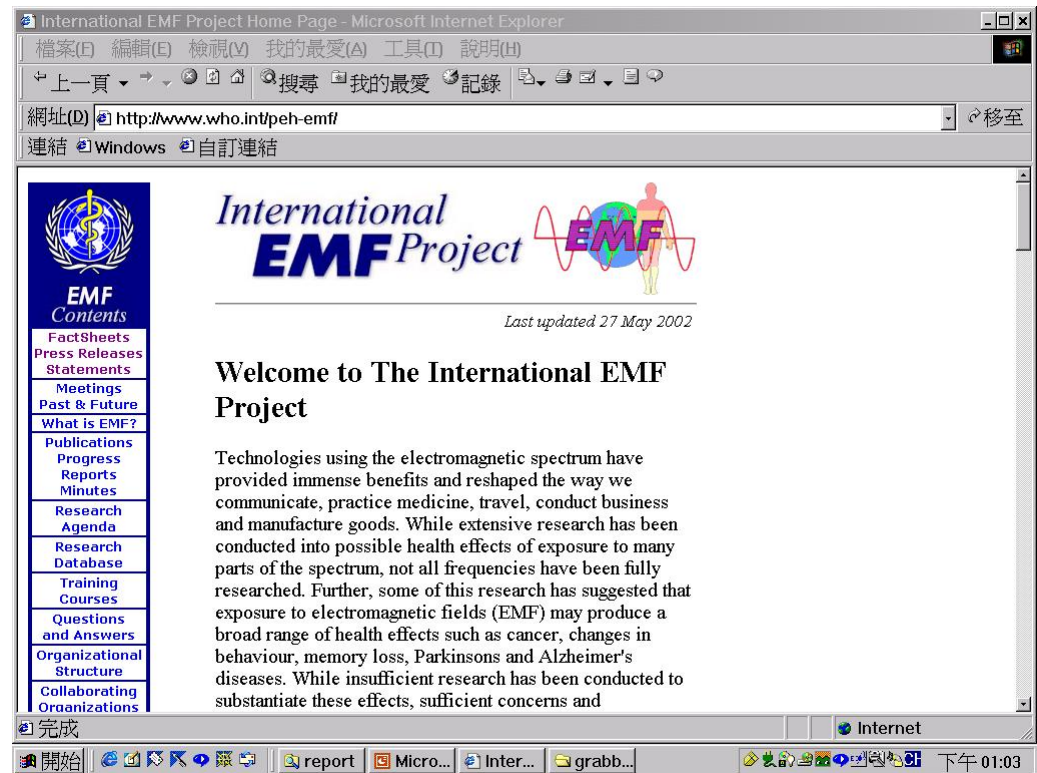 International EMF Project Home Page - Microsoft Internet Explorer
檔案(F) 編輯(E) 檢視(V) 我的最愛(A) 工具(T) 說明(H)
上一頁 搜尋 我的最愛 記錄
網址(D) http://www.who.int/peh-emf/ 移至
連結 Windows 自訂連結
EMF
Contents
FactSheets
Press Releases
Statements
Meetings
Past & Future
What is EMF?
Publications
Progress
Reports
Minutes
Research
Agenda
Research
Database
Training
Courses
Questions
and Answers
Organizational
Structure
Collaborating
Organizations
International
EMF Project
EMF
Last updated 27 May 2002
Welcome to The International EMF
Project
Technologies using the electromagnetic spectrum have
provided immense benefits and reshaped the way we
communicate, practice medicine, travel, conduct business
and manufacture goods. While extensive research has been
conducted into possible health effects of exposure to many
parts of the spectrum, not all frequencies have been fully
researched. Further, some of this research has suggested that
exposure to electromagnetic fields (EMF) may produce a
broad range of health effects such as cancer, changes in
behaviour, memory loss, Parkinsons and Alzheimer's
diseases. While insufficient research has been conducted to
substantiate these effects, sufficient concerns and
完成 Internet
開始 report Micro... Inter... grabb... CH 下午 01:03